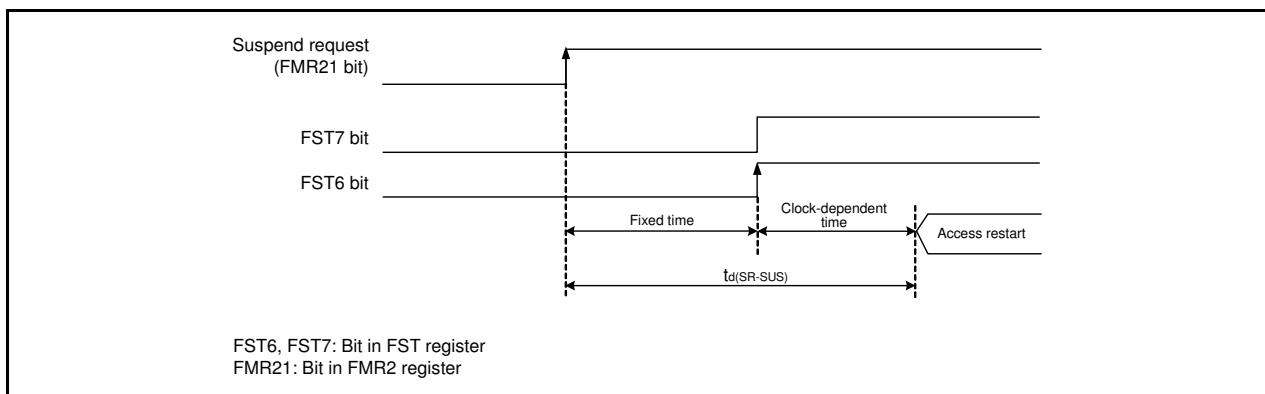 Suspend request
(FMR21 bit)
FST7 bit
FST6 bit
Fixed time
Clock-dependent
time
Access restart
td(SR-SUS)
FST6, FST7: Bit in FST register
FMR21: Bit in FMR2 register